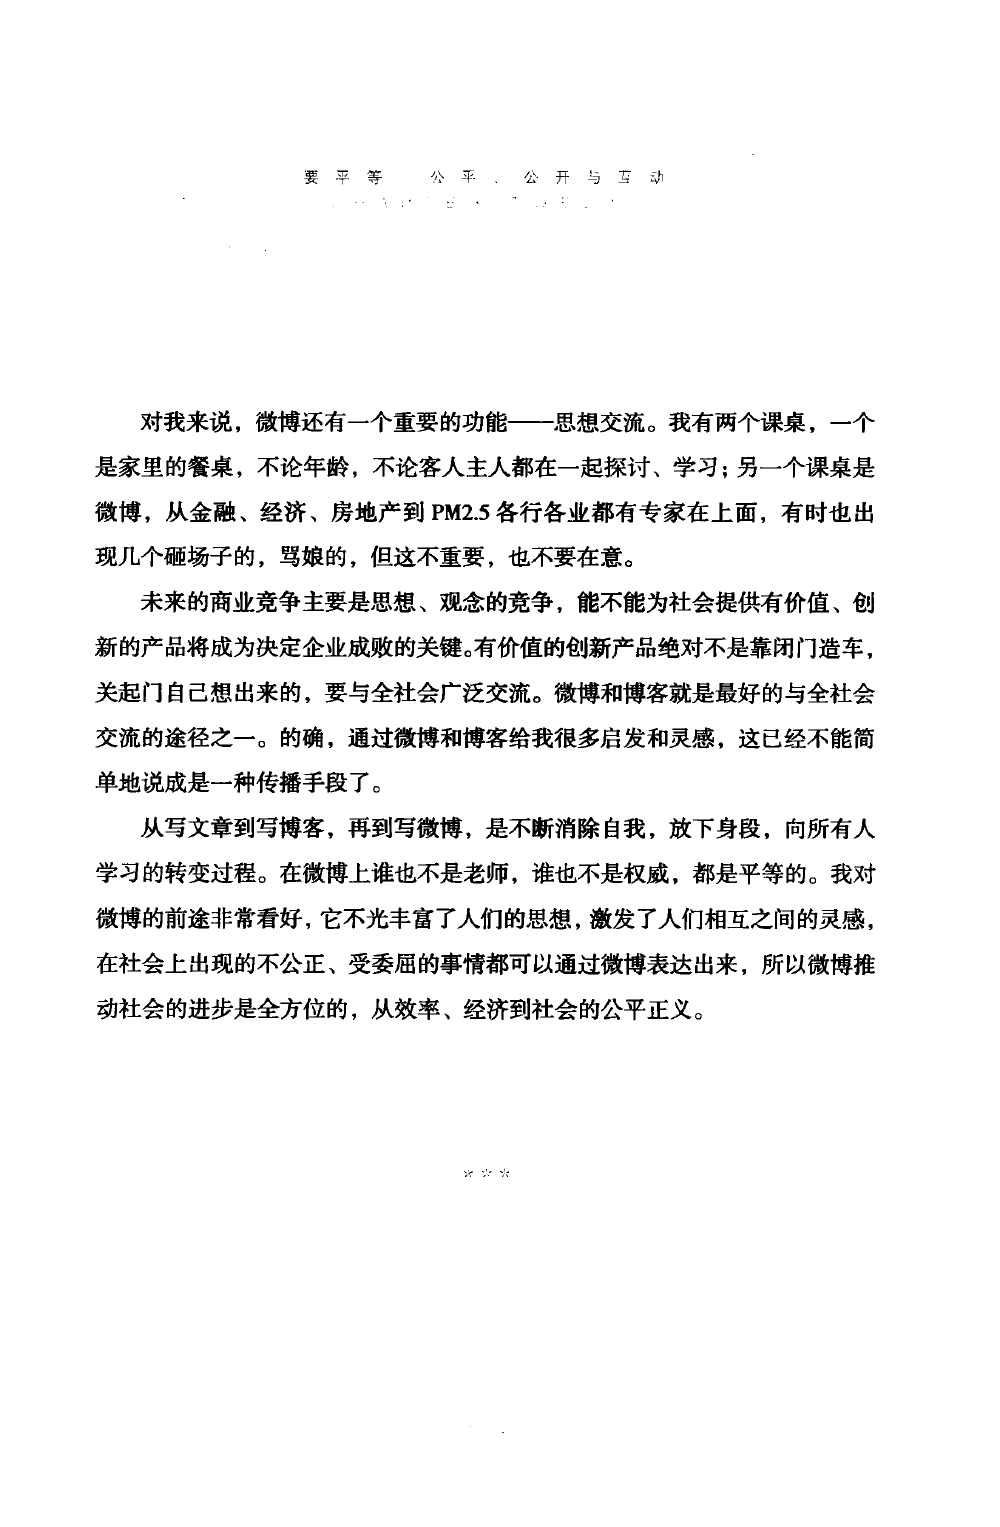 要平等 公平、公开与互动
对我来说，微博还有一个重要的功能——思想交流。我有两个课桌，一个
是家里的餐桌，不论年龄，不论客人主人都在一起探讨、学习；另一个课桌是
微博，从金融、经济、房地产到 PM2.5 各行各业都有专家在上面，有时也出
现几个砸场子的，骂娘的，但这不重要，也不要在意。
未来的商业竞争主要是思想、观念的竞争，能不能为社会提供有价值、创
新的产品将成为决定企业成败的关键。有价值的创新产品绝对不是靠闭门造车，
关起门自己想出来的，要与全社会广泛交流。微博和博客就是最好的与全社会
交流的途径之一。的确，通过微博和博客给我很多启发和灵感，这已经不能简
单地说成是一种传播手段了。
从写文章到写博客，再到写微博，是不断消除自我，放下身段，向所有人
学习的转变过程。在微博上谁也不是老师，谁也不是权威，都是平等的。我对
微博的前途非常看好，它不光丰富了人们的思想，激发了人们相互之间的灵感，
在社会上出现的不公正、受委屈的事情都可以通过微博表达出来，所以微博推
动社会的进步是全方位的，从效率、经济到社会的公平正义。
***